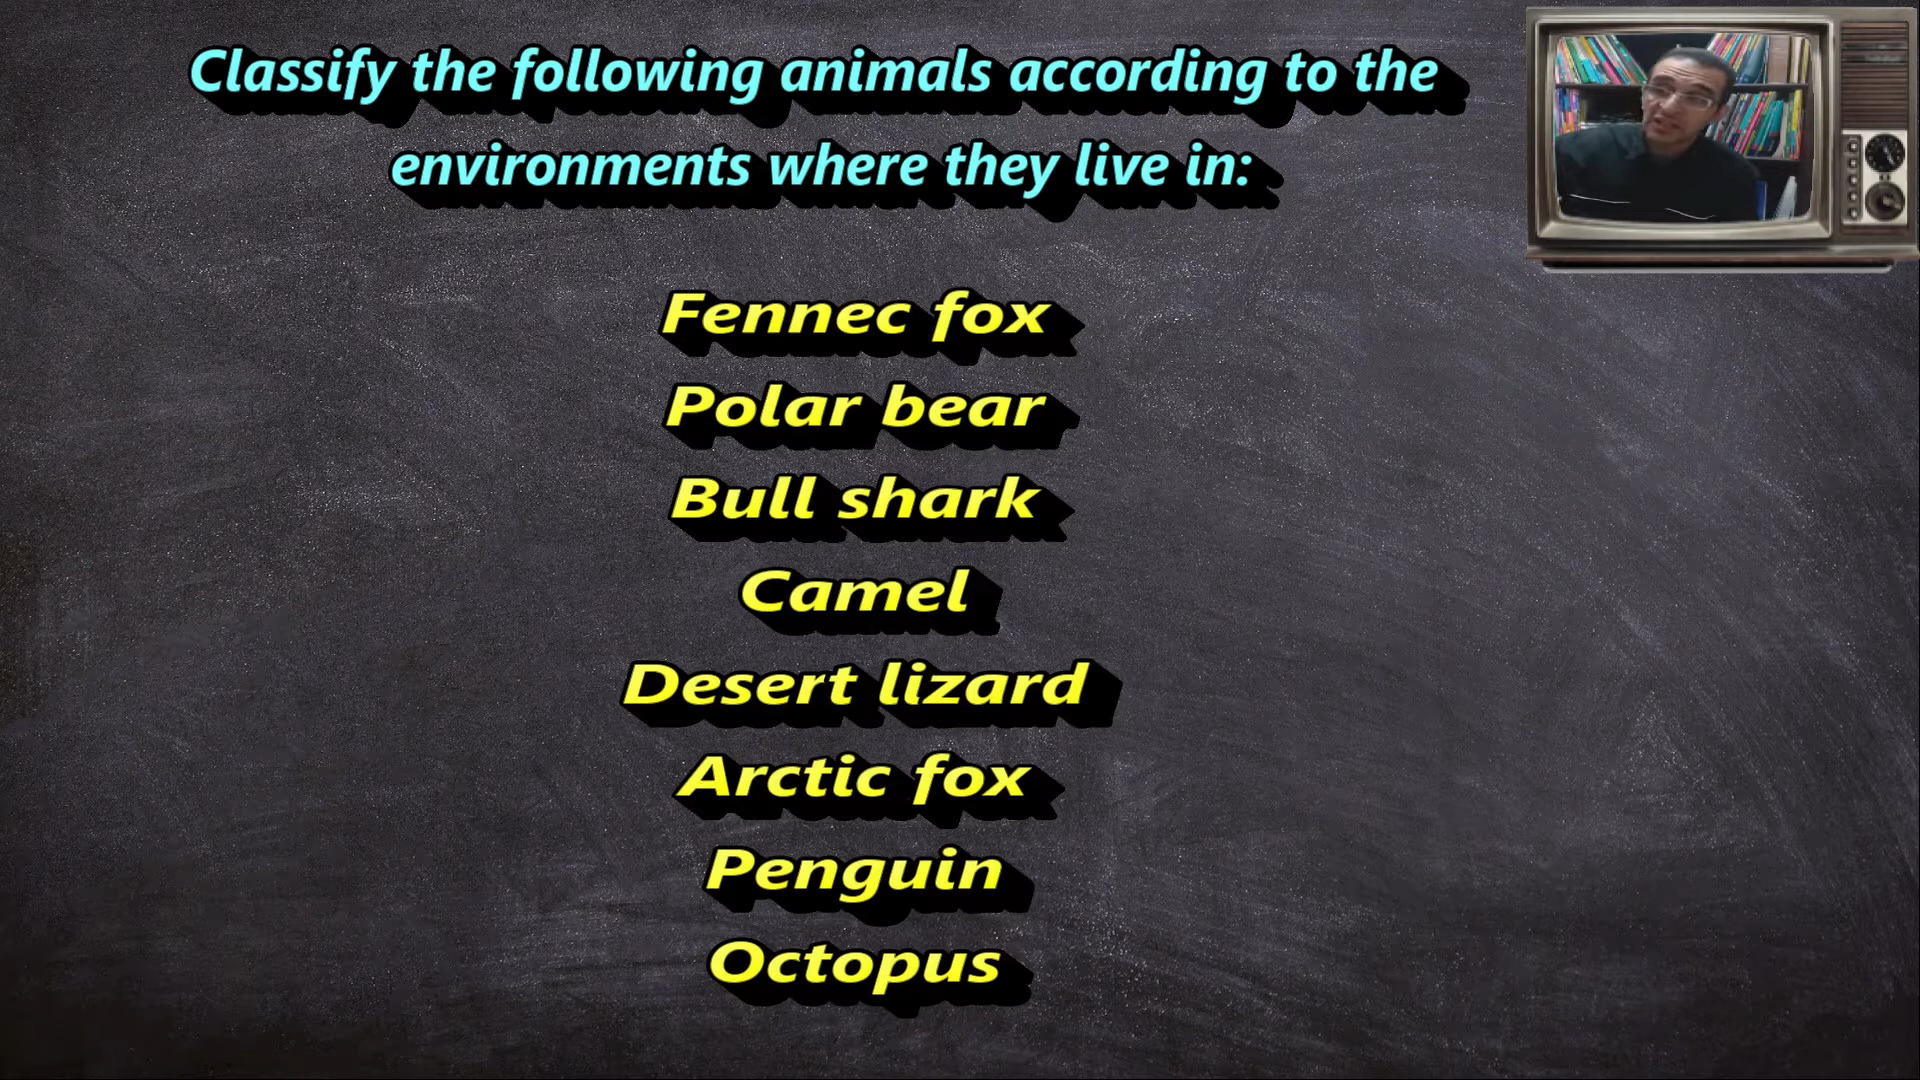 Classify the following animals according to the
environments where they live in:
Fennec fox
Polar bear
Bull shark
Camel
Desert lizard
Arctic fox
Penguin
Octopus